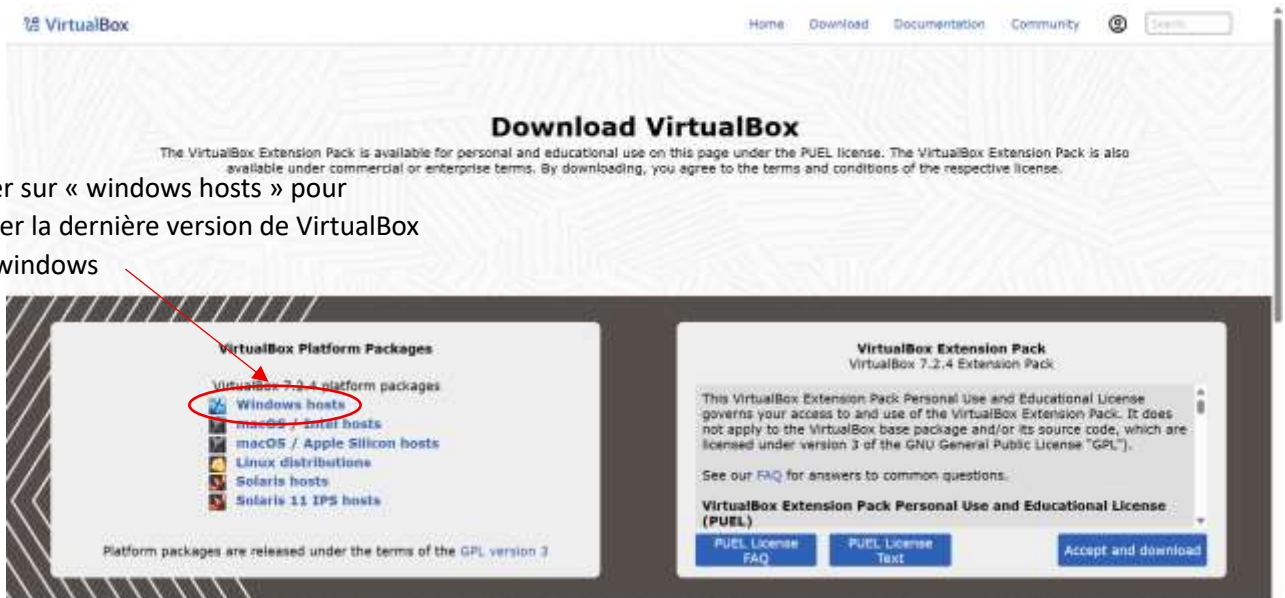 VirtualBox
Home Download Documentation Community Search
Download VirtualBox
The VirtualBox Extension Pack is available for personal and educational use on this page under the PUEL license. The VirtualBox Extension Pack is also
available under commercial or enterprise terms. By downloading, you agree to the terms and conditions of the respective license.
er sur « windows hosts » pour
er la dernière version de VirtualBox
windows
VirtualBox Platform Packages
VirtualBox 7.2.4 platform packages
Windows hosts
macOS / Intel hosts
macOS / Apple Silicon hosts
Linux distributions
Solaris hosts
Solaris 11 IPS hosts
Platform packages are released under the terms of the GPL version 3
VirtualBox Extension Pack
VirtualBox 7.2.4 Extension Pack
This VirtualBox Extension Pack Personal Use and Educational License
governs your access to and use of the VirtualBox Extension Pack. It does
not apply to the VirtualBox base package and/or its source code, which are
licensed under version 3 of the GNU General Public License "GPL").
See our FAQ for answers to common questions.
VirtualBox Extension Pack Personal Use and Educational License
(PUEL)
PUEL License
FAQ
PUEL License
Text
Accept and download